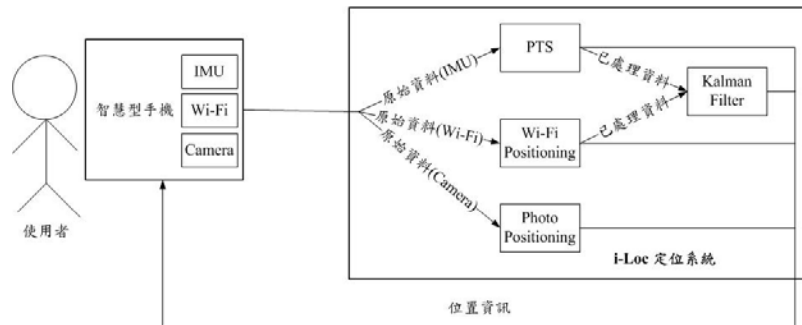 IMU
智慧型手機
Wi-Fi
Camera
使用者
原始資料(IMU)
原始資料(Wi-Fi)
原始資料(Camera)
PTS
Wi-Fi
Positioning
Photo
Positioning
已處理資料
已處理資料
Kalman
Filter
i-Loc 定位系統
位置資訊